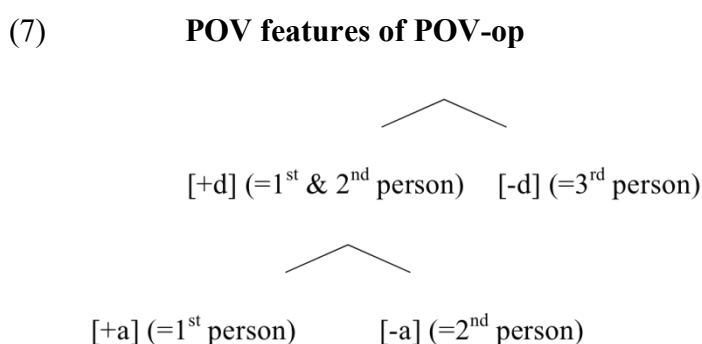 (7) POV features of POV-op
[+d] (=1st & 2nd person) [-d] (=3rd person)
[+a] (=1st person) [-a] (=2nd person)